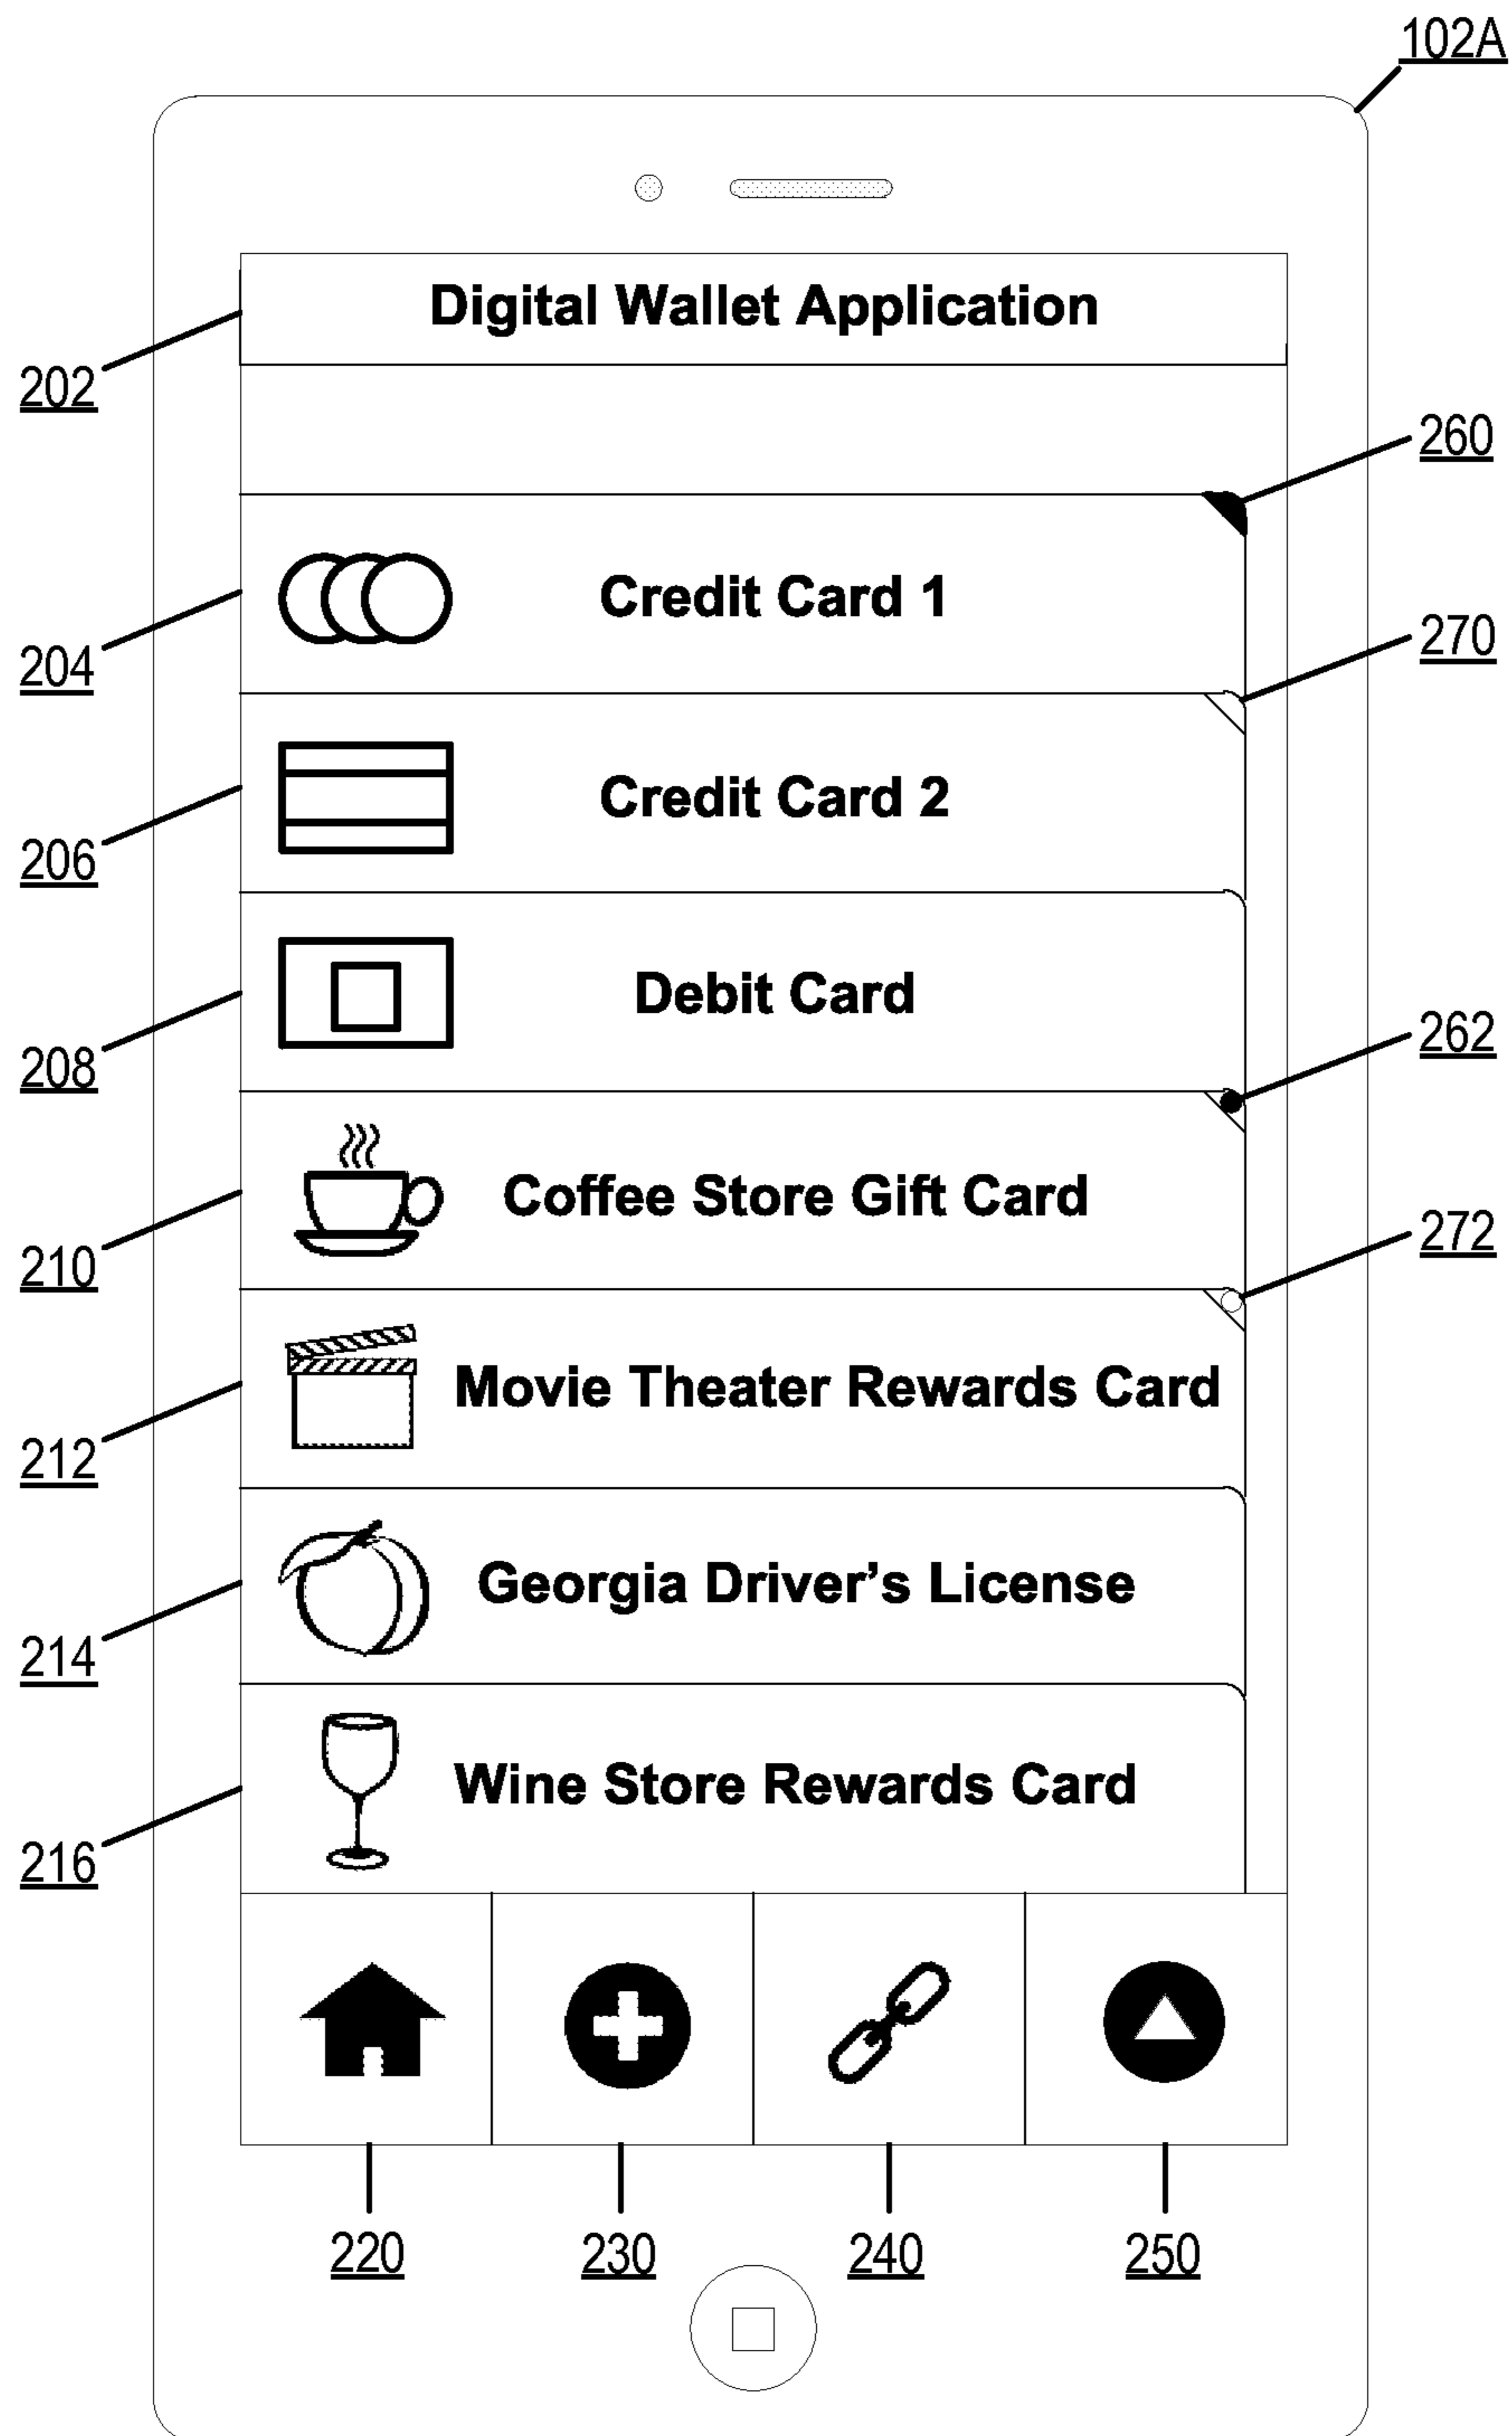 102A
Digital Wallet Application
202
260
Credit Card 1
204
270
Credit Card 2
206
Debit Card
208
262
Coffee Store Gift Card
210
272
Movie Theater Rewards Card
212
Georgia Driver’s License
214
Wine Store Rewards Card
216
220 230 240 250